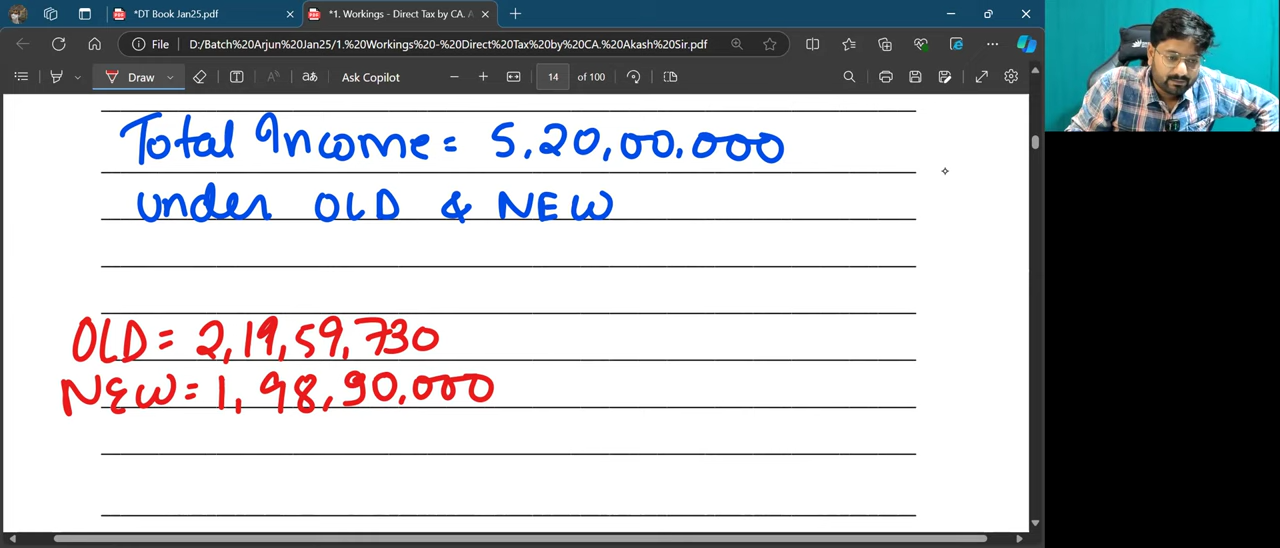 *DT Book Jan25.pdf
*1. Workings - Direct Tax by CA. A
File
D:/Batch%20Arjun%20Jan25/1.%20Workings%20-%20Direct%20Tax%20by%20CA.%20Akash%20Sir.pdf
Draw
aあ
Ask Copilot
14 of 100
Total Income = 5,20,00,000
under OLD & NEW
OLD = 2,19,59,730
NEW = 1,98,90,000